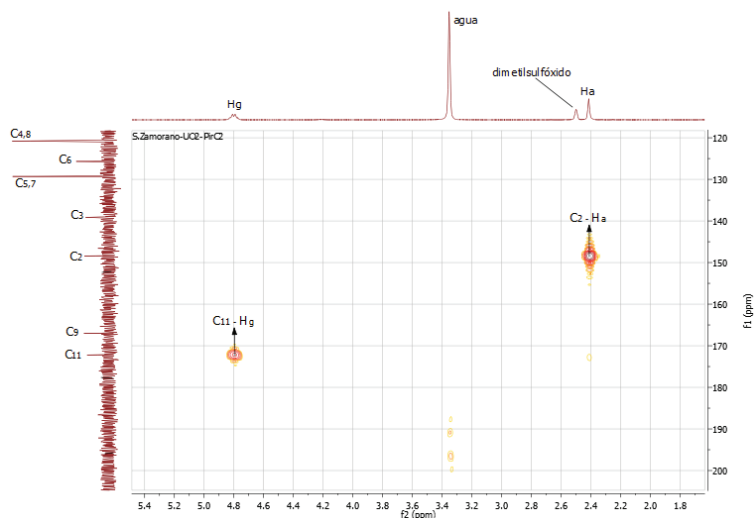 agua
dimetilsulfóxido
Hg
Ha
S.Zamorano-UO2-PirC2
C4,8
C6
C5,7
C3
C2
C9
C11
C2 - Ha
C11 - Hg
120
130
140
150
160
170
180
190
200
f1 (ppm)
5.4 5.2 5.0 4.8 4.6 4.4 4.2 4.0 3.8 3.6 3.4 3.2 3.0 2.8 2.6 2.4 2.2 2.0 1.8
f2 (ppm)